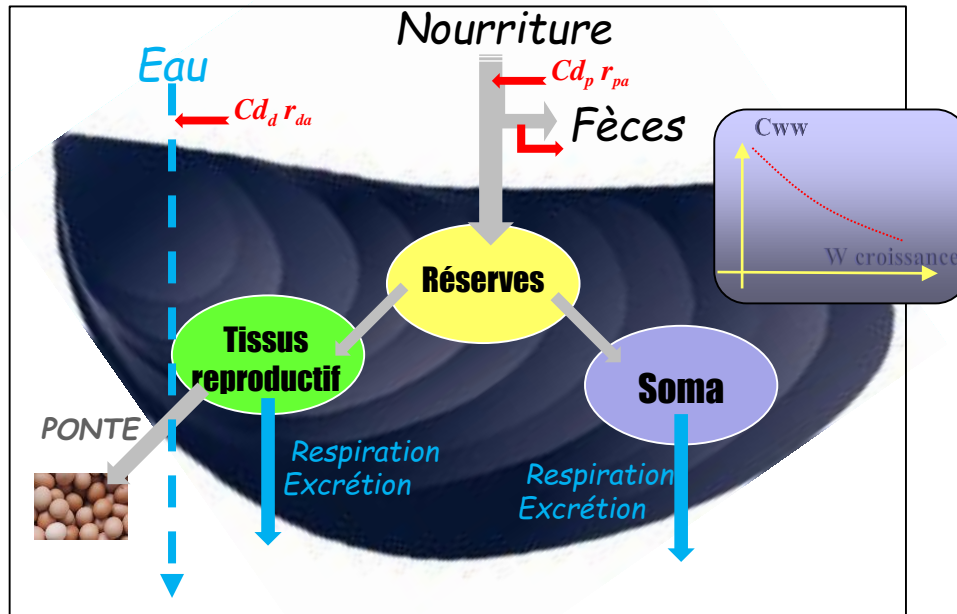 Nourriture
Eau
Cd_p r_pa
Cd_d r_da
Fèces
Cww
W croissance
Réserves
Tissus
reproductif
Soma
PONTE
Respiration
Excrétion
Respiration
Excrétion